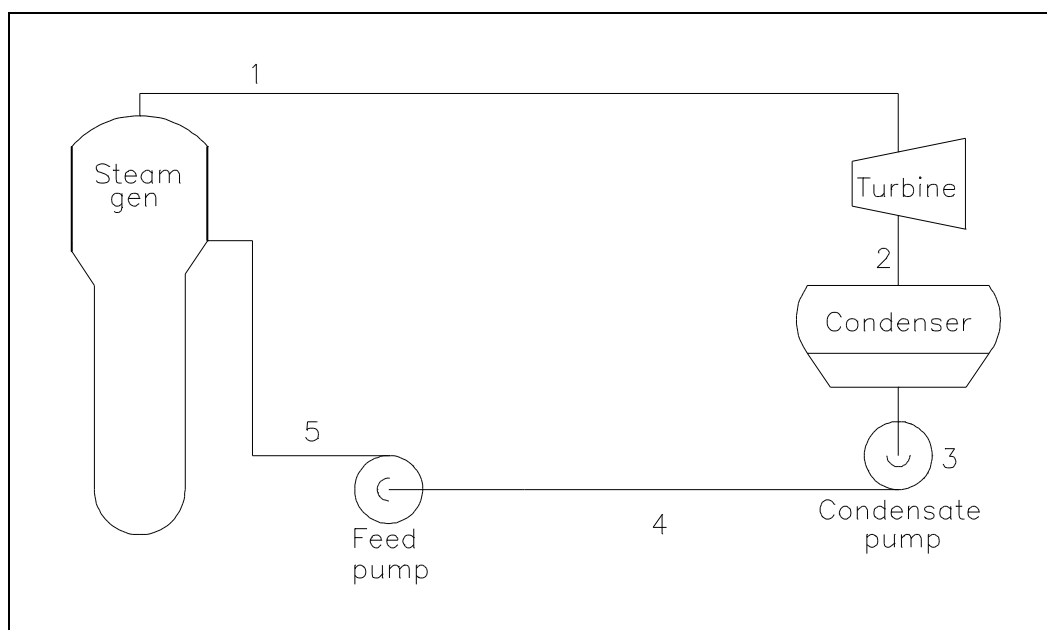 1
Steam
gen
Turbine
2
Condenser
5
3
Condensate
pump
4
Feed
pump